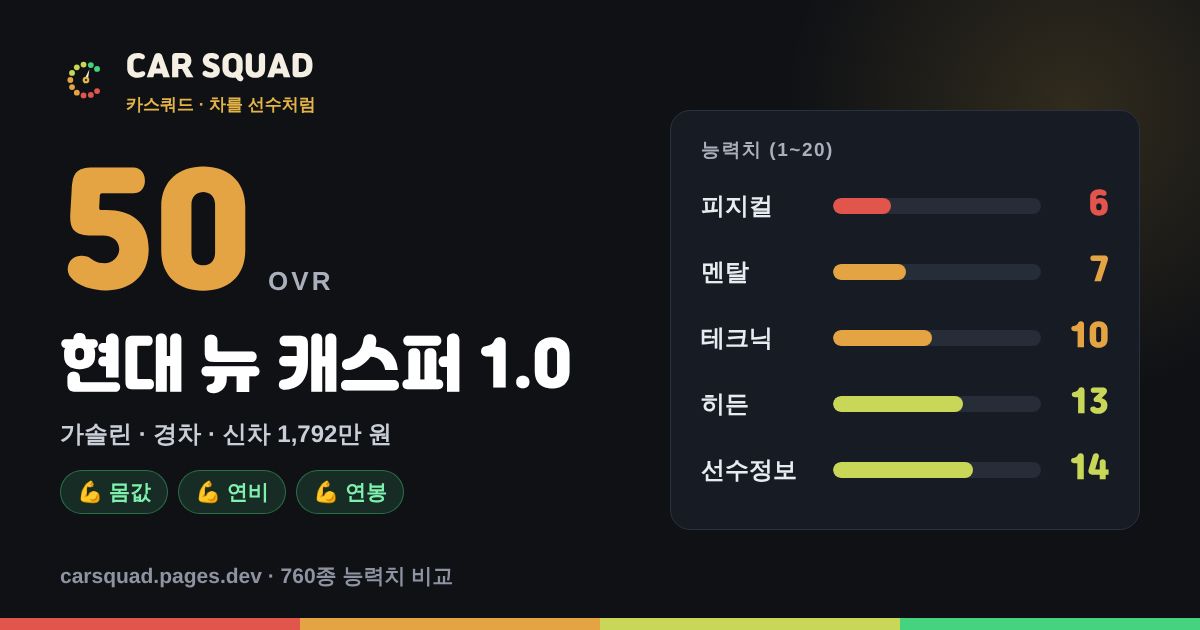 CAR SQUAD
카스쿼드 · 차를 선수처럼
50 OVR
현대 뉴 캐스퍼 1.0
가솔린 · 경차 · 신차 1,792만 원
💪 몸값 💪 연비 💪 연봉
carsquad.pages.dev · 760종 능력치 비교
능력치 (1~20)
피지컬 6
멘탈 7
테크닉 10
히든 13
선수정보 14